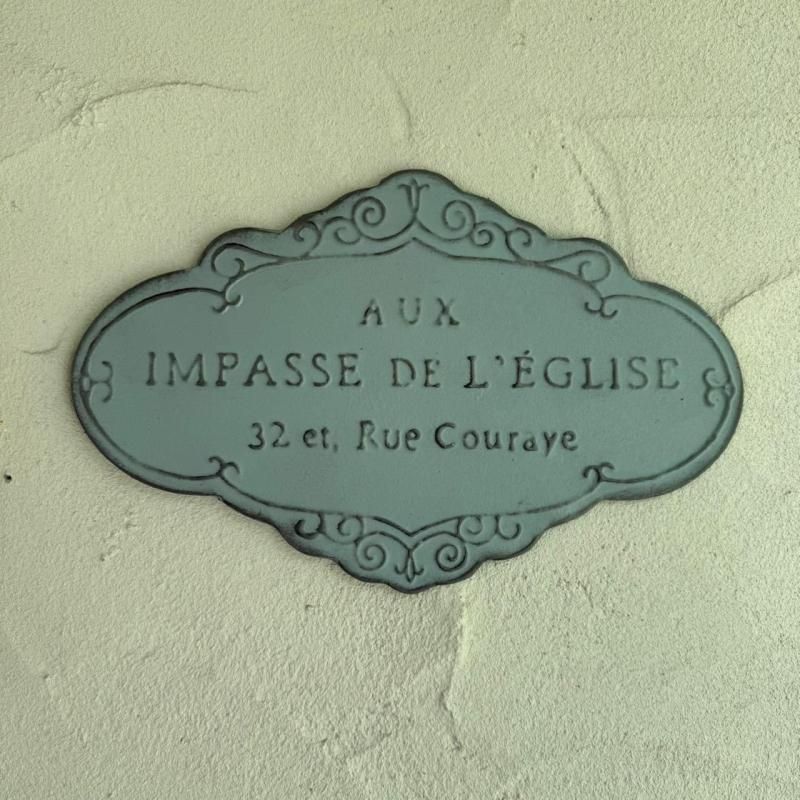 AUX
IMPASSE DE L'ÉGLISE
32 et, Rue Couraye